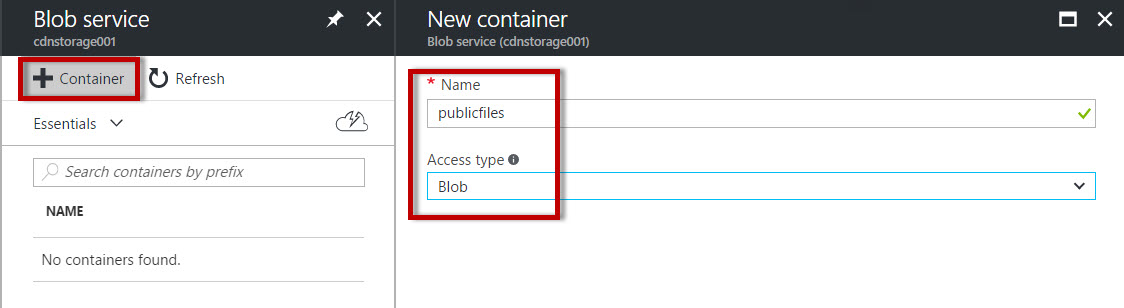 Blob service
cdnstorage001
Container
Refresh
Essentials
Search containers by prefix
NAME
No containers found.
New container
Blob service (cdnstorage001)
* Name
publicfiles
Access type
Blob